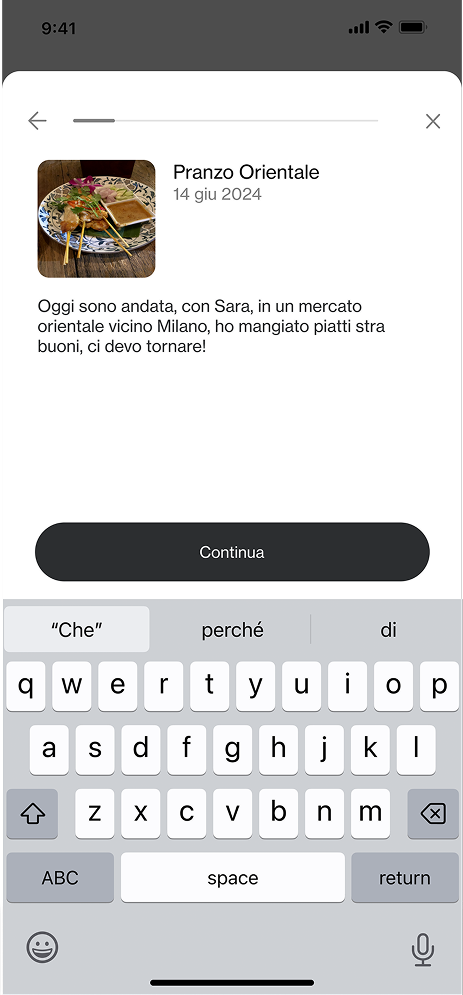 9:41
Pranzo Orientale
14 giu 2024
Oggi sono andata, con Sara, in un mercato
orientale vicino Milano, ho mangiato piatti stra
buoni, ci devo tornare!
Continua
“Che” perché di
q w e r t y u i o p
a s d f g h j k l
z x c v b n m
ABC space return